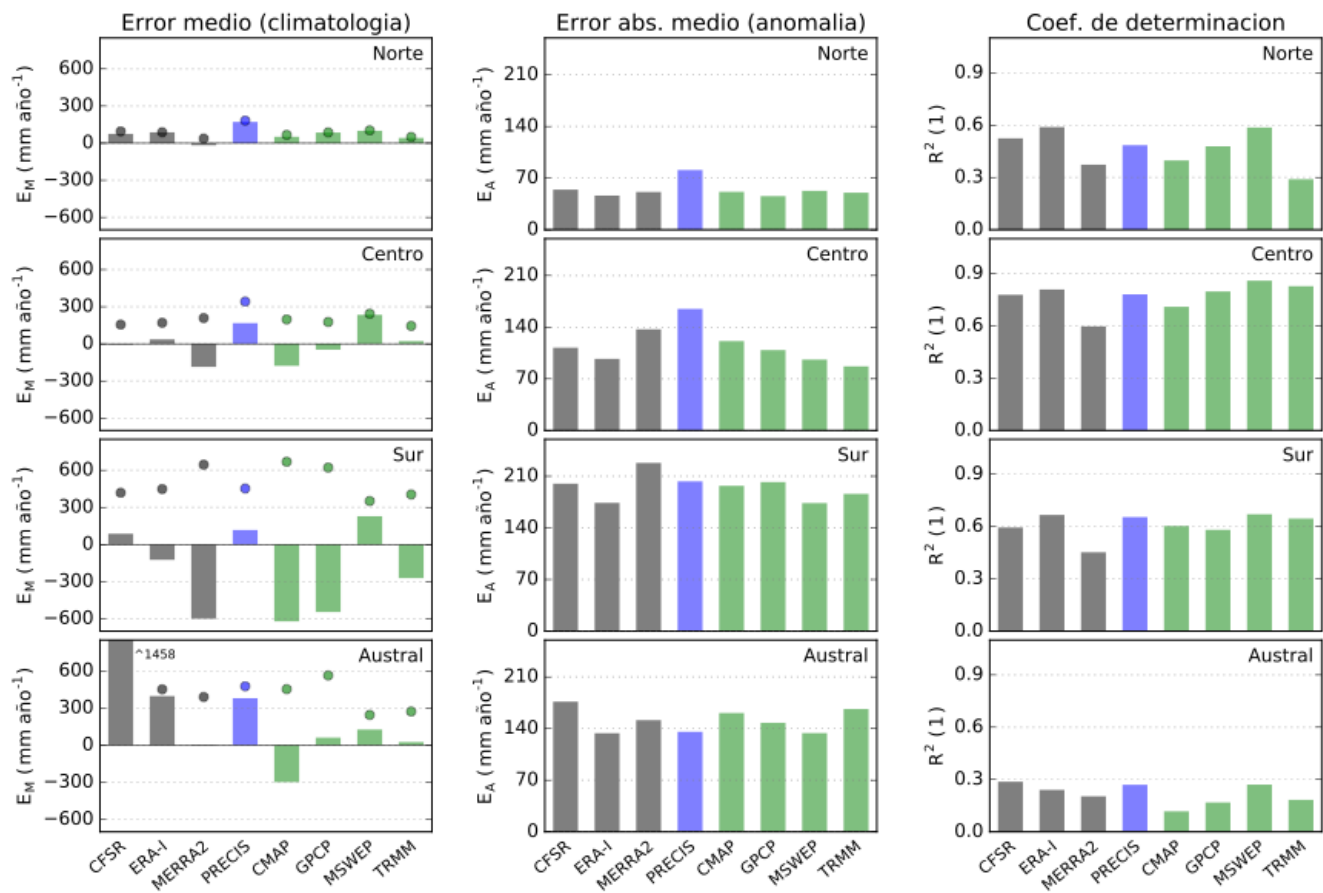 Error medio (climatologia)
Error abs. medio (anomalia)
Coef. de determinacion
Norte
600
300
0
−300
−600
E_M (mm año⁻¹)
Norte
210
140
70
0
E_A (mm año⁻¹)
Norte
0.9
0.6
0.3
0.0
R² (1)
Centro
600
300
0
−300
−600
E_M (mm año⁻¹)
Centro
210
140
70
0
E_A (mm año⁻¹)
Centro
0.9
0.6
0.3
0.0
R² (1)
Sur
600
300
0
−300
−600
E_M (mm año⁻¹)
Sur
210
140
70
0
E_A (mm año⁻¹)
Sur
0.9
0.6
0.3
0.0
R² (1)
Austral
^1458
600
300
0
−300
−600
E_M (mm año⁻¹)
Austral
210
140
70
0
E_A (mm año⁻¹)
Austral
0.9
0.6
0.3
0.0
R² (1)
CFSR
ERA-I
MERRA2
PRECIS
CMAP
GPCP
MSWEP
TRMM
CFSR
ERA-I
MERRA2
PRECIS
CMAP
GPCP
MSWEP
TRMM
CFSR
ERA-I
MERRA2
PRECIS
CMAP
GPCP
MSWEP
TRMM